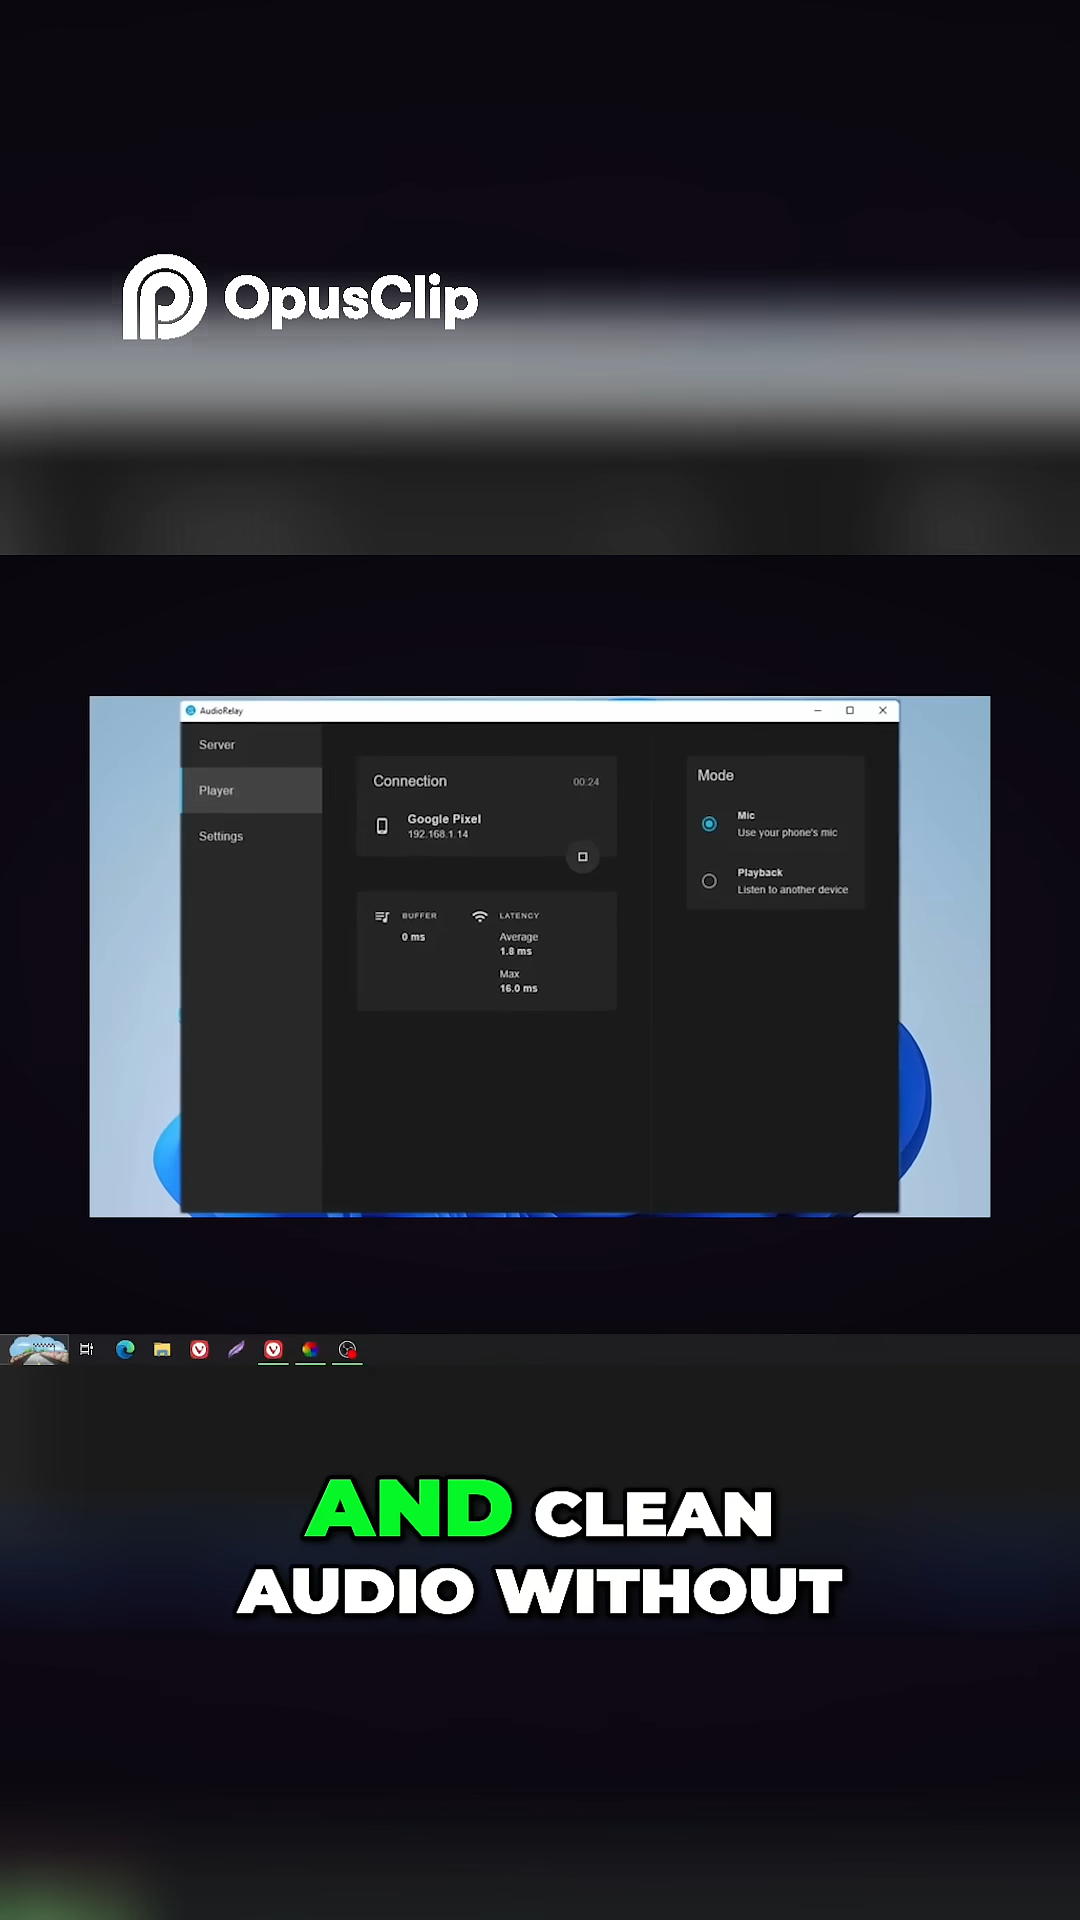 OpusClip
AudioRelay
Server
Player
Settings
Connection
00:24
Google Pixel
192.168.1.14
BUFFER
0 ms
LATENCY
Average
1.8 ms
Max
16.0 ms
Mode
Mic
Use your phone's mic
Playback
Listen to another device
AND CLEAN
AUDIO WITHOUT